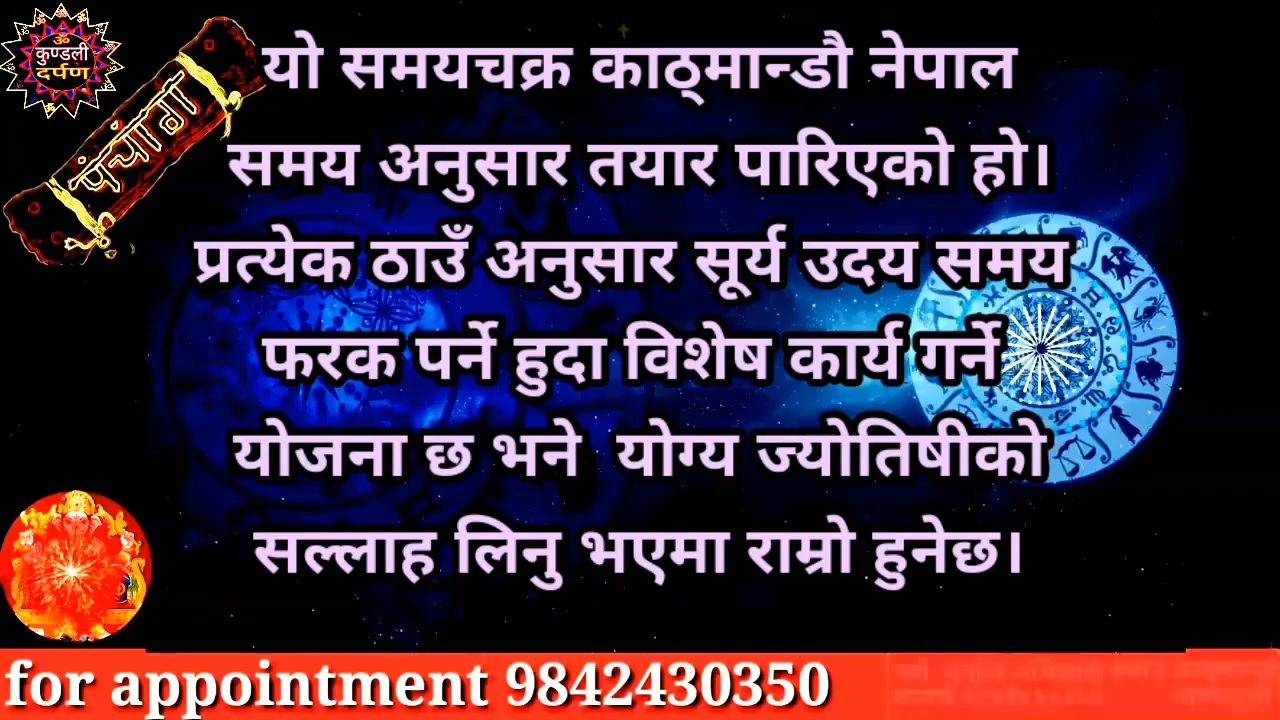 ॐ
कुण्डली
दर्पण
पंचांग
यो समयचक्र काठ्मान्डौ नेपाल
समय अनुसार तयार पारिएको हो।
प्रत्येक ठाउँ अनुसार सूर्य उदय समय
फरक पर्ने हुदा विशेष कार्य गर्ने
योजना छ भने योग्य ज्योतिषीको
सल्लाह लिनु भएमा राम्रो हुनेछ।
for appointment 9842430350